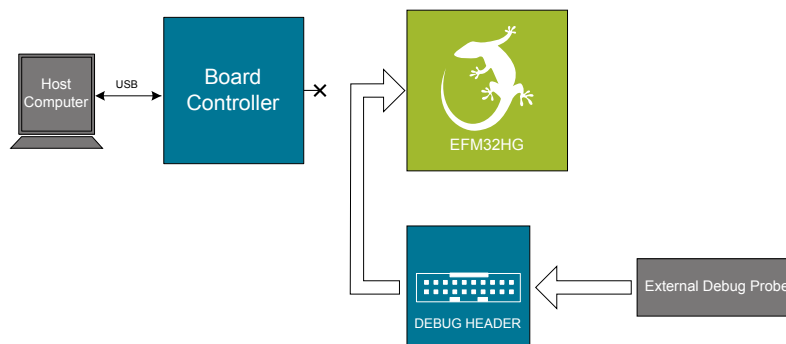 Host
Computer
USB
Board
Controller
EFM32HG
DEBUG HEADER
External Debug Probe